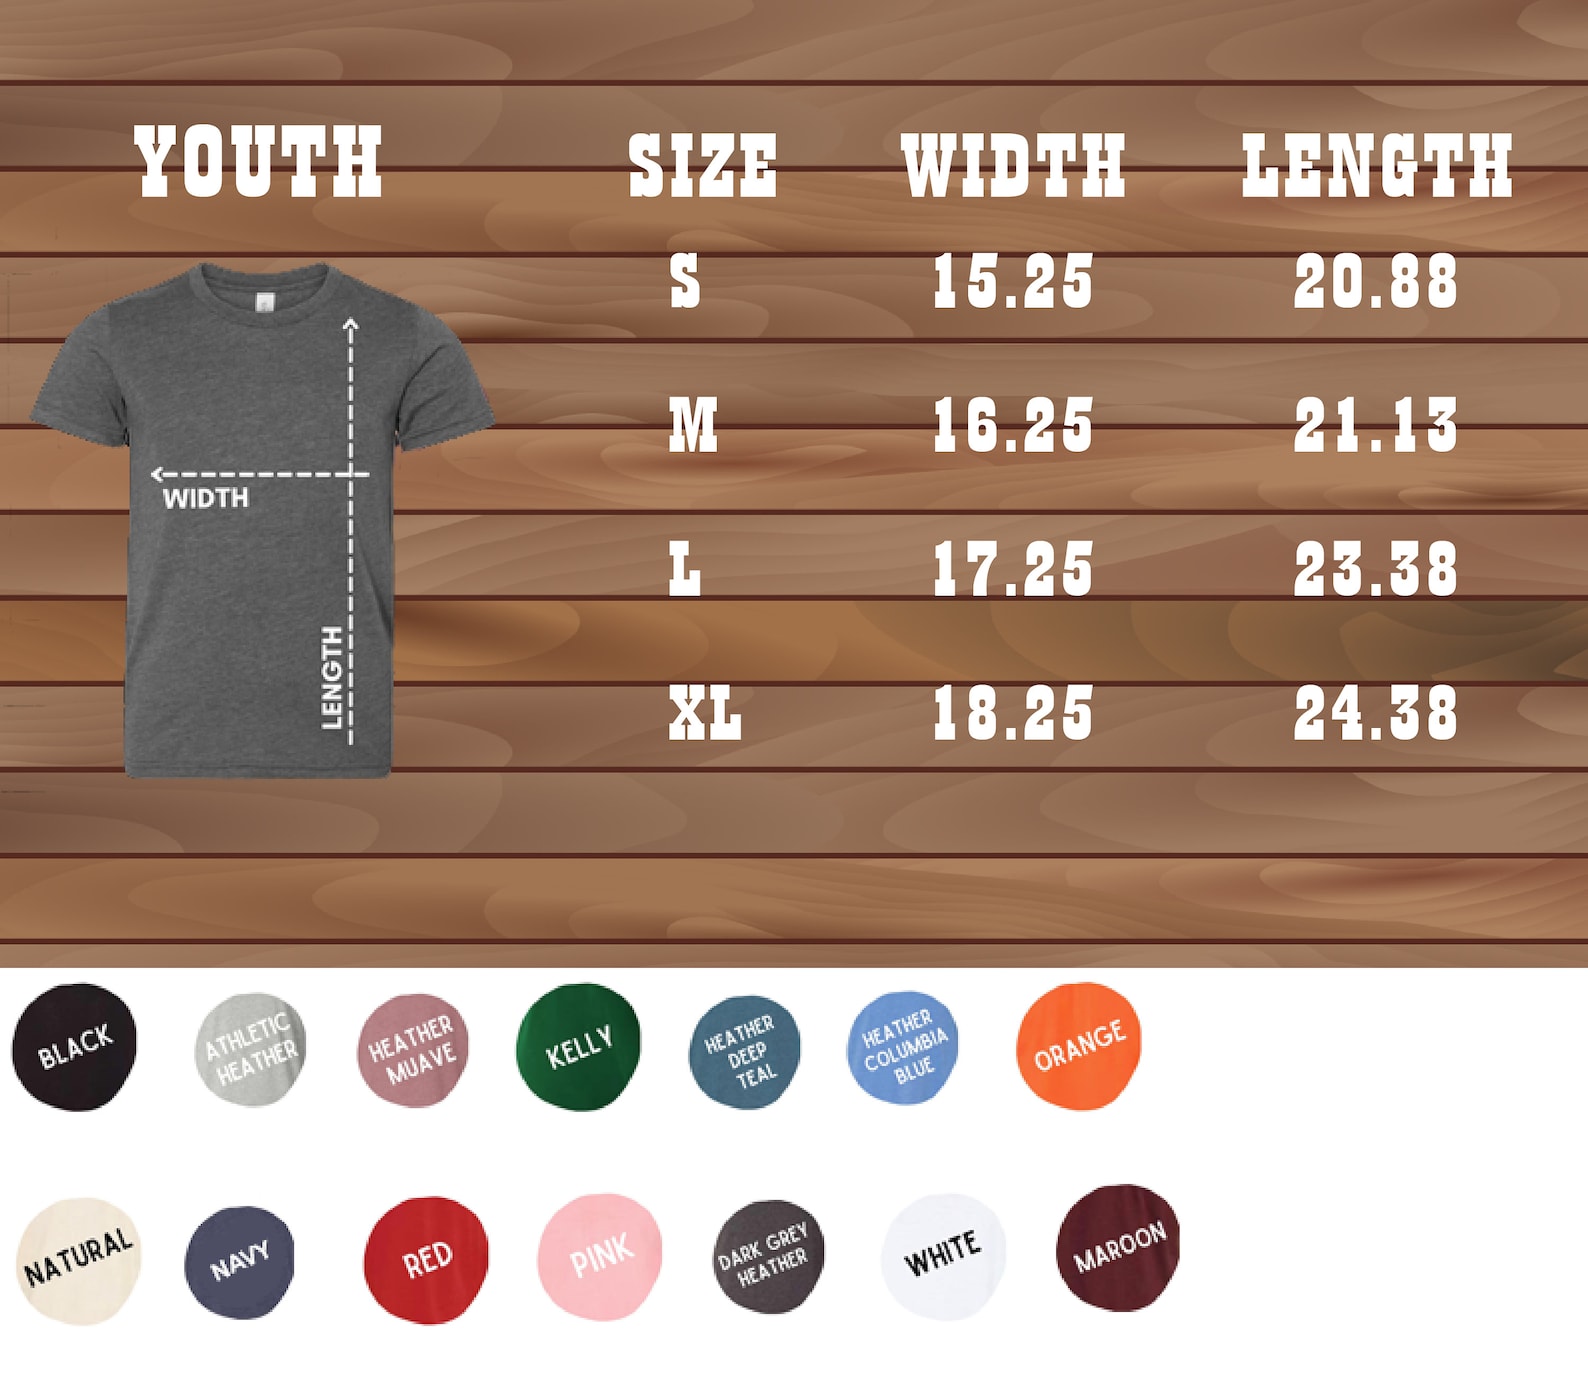 YOUTH SIZE WIDTH LENGTH
S 15.25 20.88
M 16.25 21.13
L 17.25 23.38
XL 18.25 24.38
WIDTH
LENGTH
BLACK
ATHLETIC
HEATHER
HEATHER
MUAVE
KELLY
HEATHER
DEEP
TEAL
HEATHER
COLUMBIA
BLUE
ORANGE
NATURAL
NAVY
RED
PINK
DARK GREY
HEATHER
WHITE
MAROON